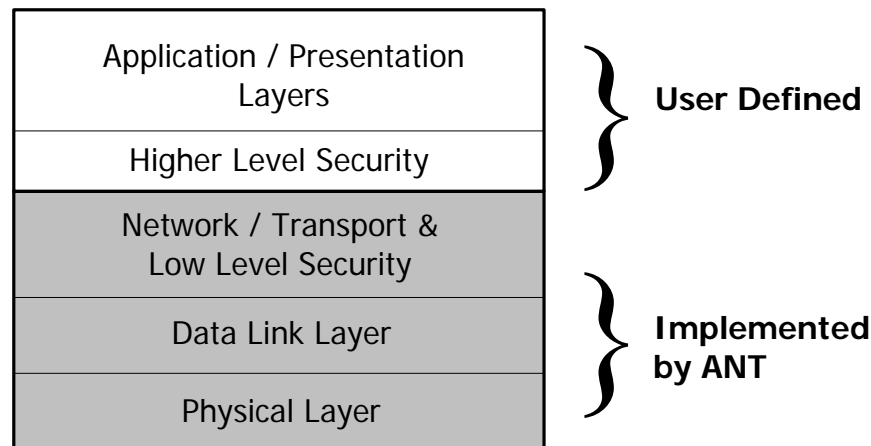 Application / Presentation
Layers
User Defined
Higher Level Security
Network / Transport &
Low Level Security
Data Link Layer
Implemented
by ANT
Physical Layer